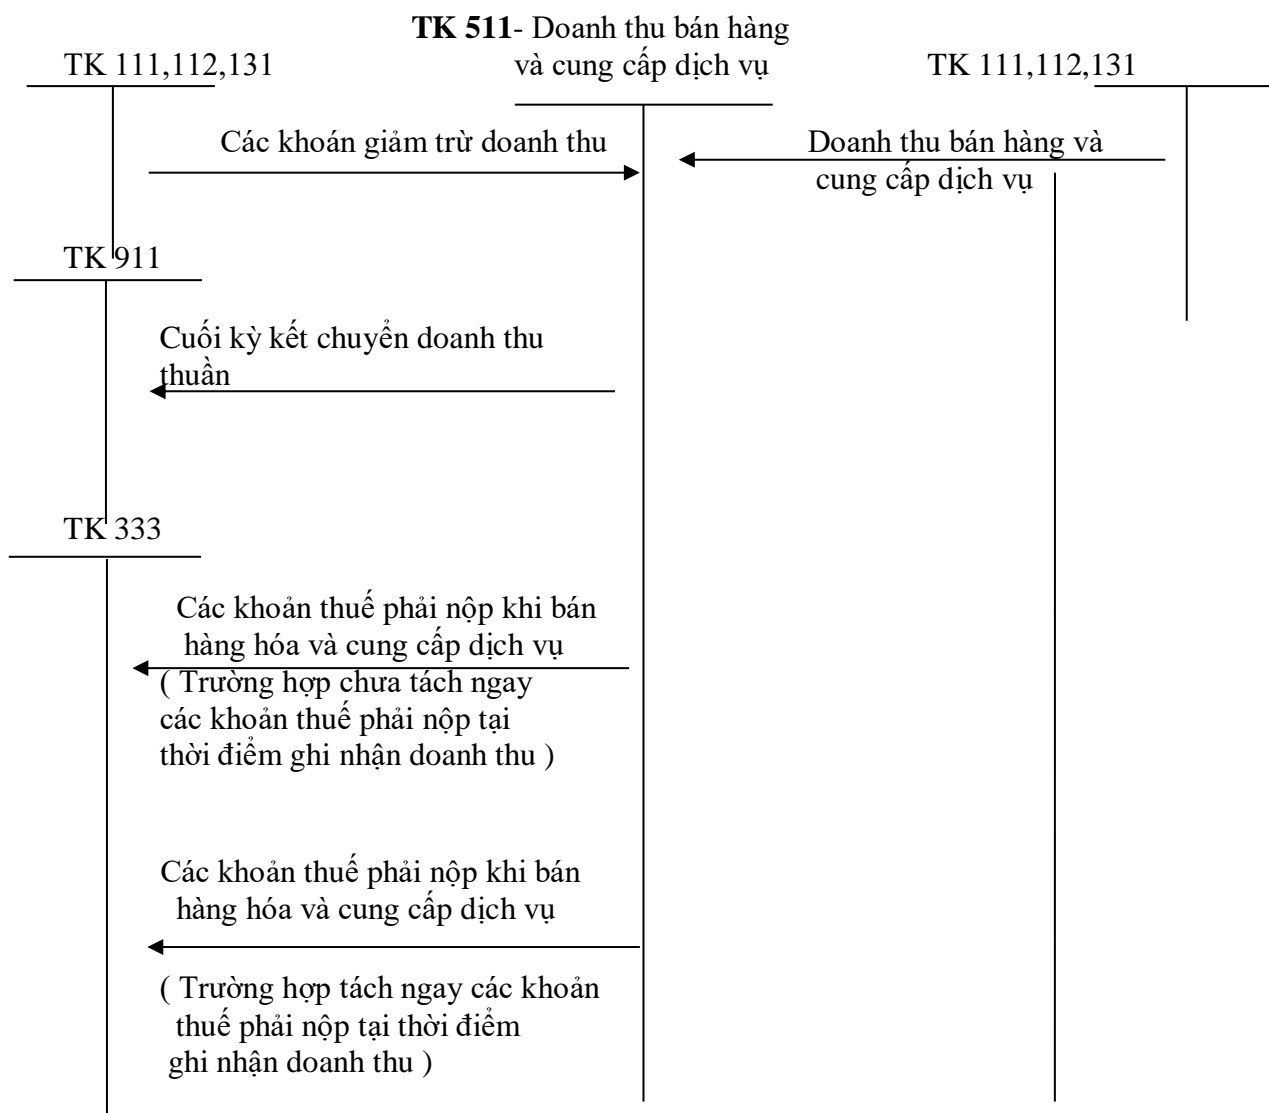 TK 511- Doanh thu bán hàng
và cung cấp dịch vụ
TK 111,112,131
TK 111,112,131
Các khoán giảm trừ doanh thu
Doanh thu bán hàng và
cung cấp dịch vụ
TK 911
Cuối kỳ kết chuyển doanh thu
thuần
TK 333
Các khoản thuế phải nộp khi bán
hàng hóa và cung cấp dịch vụ
( Trường hợp chưa tách ngay
các khoản thuế phải nộp tại
thời điểm ghi nhận doanh thu )
Các khoản thuế phải nộp khi bán
hàng hóa và cung cấp dịch vụ
( Trường hợp tách ngay các khoản
thuế phải nộp tại thời điểm
ghi nhận doanh thu )